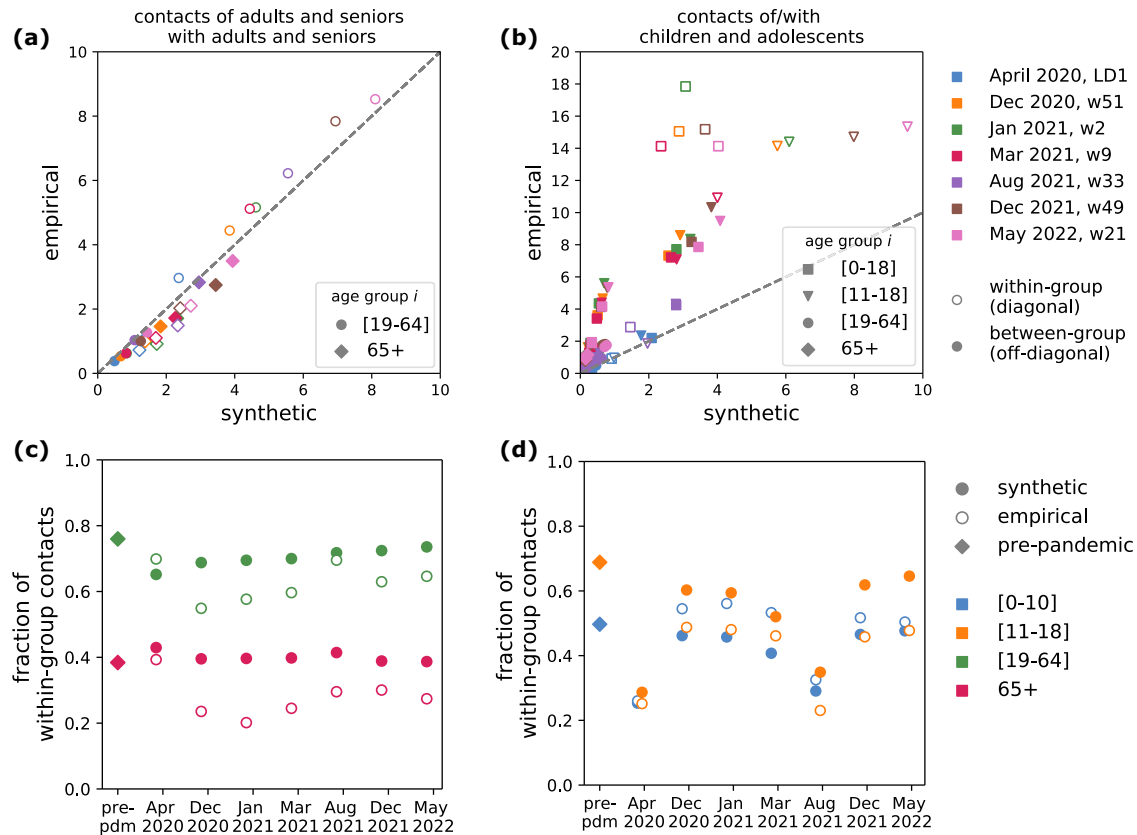 contacts of adults and seniors
with adults and seniors
(a)
10
8
6
4
2
0
empirical
0 2 4 6 8 10
synthetic
age group i
[19-64]
65+
contacts of/with
children and adolescents
(b)
20
18
16
14
12
10
8
6
4
2
0
empirical
0 2 4 6 8 10
synthetic
age group i
[0-18]
[11-18]
[19-64]
65+
April 2020, LD1
Dec 2020, w51
Jan 2021, w2
Mar 2021, w9
Aug 2021, w33
Dec 2021, w49
May 2022, w21
within-group
(diagonal)
between-group
(off-diagonal)
(c)
1.0
0.8
0.6
0.4
0.2
0.0
fraction of
within-group contacts
pre- Apr Dec Jan Mar Aug Dec May
pdm 2020 2020 2021 2021 2021 2021 2022
(d)
1.0
0.8
0.6
0.4
0.2
0.0
fraction of
within-group contacts
pre- Apr Dec Jan Mar Aug Dec May
pdm 2020 2020 2021 2021 2021 2021 2022
synthetic
empirical
pre-pandemic
[0-10]
[11-18]
[19-64]
65+